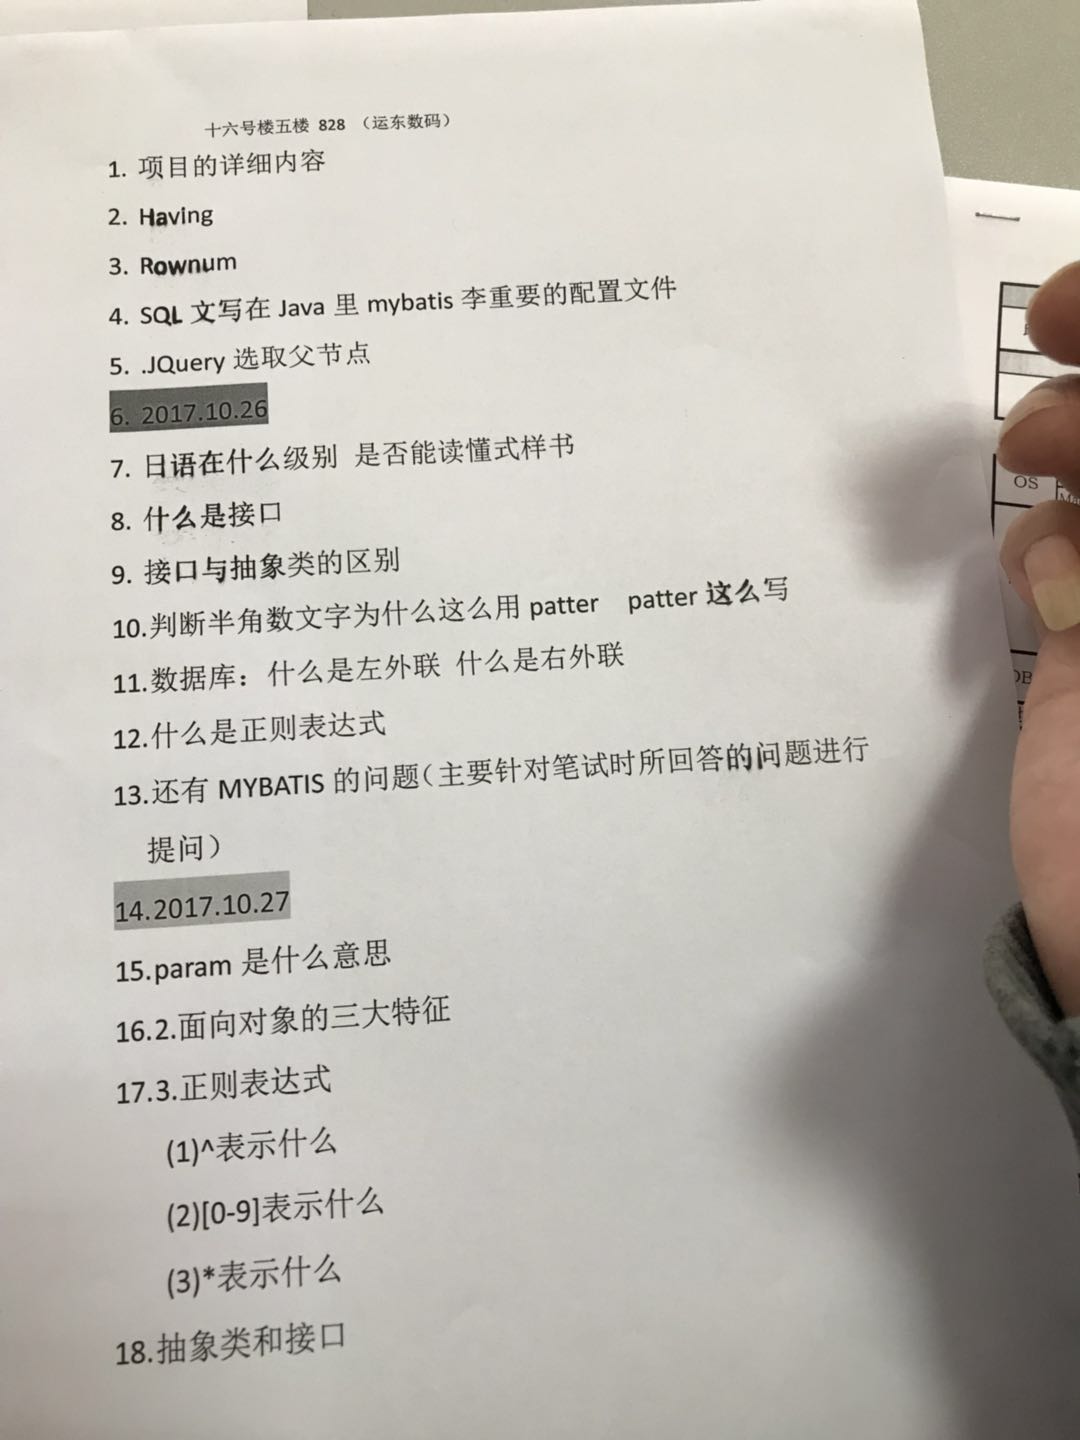 十六号楼五楼 828 （运东数码）
1. 项目的详细内容
2. Having
3. Rownum
4. SQL 文写在 Java 里 mybatis 李重要的配置文件
5. .JQuery 选取父节点
6. 2017.10.26
7. 日语在什么级别 是否能读懂式样书
8. 什么是接口
9. 接口与抽象类的区别
10.判断半角数文字为什么这么用 patter patter 这么写
11.数据库：什么是左外联 什么是右外联
12.什么是正则表达式
13.还有 MYBATIS 的问题（主要针对笔试时所回答的问题进行
提问）
14.2017.10.27
15.param 是什么意思
16.2.面向对象的三大特征
17.3.正则表达式
(1)^表示什么
(2)[0-9]表示什么
(3)*表示什么
18.抽象类和接口
OS